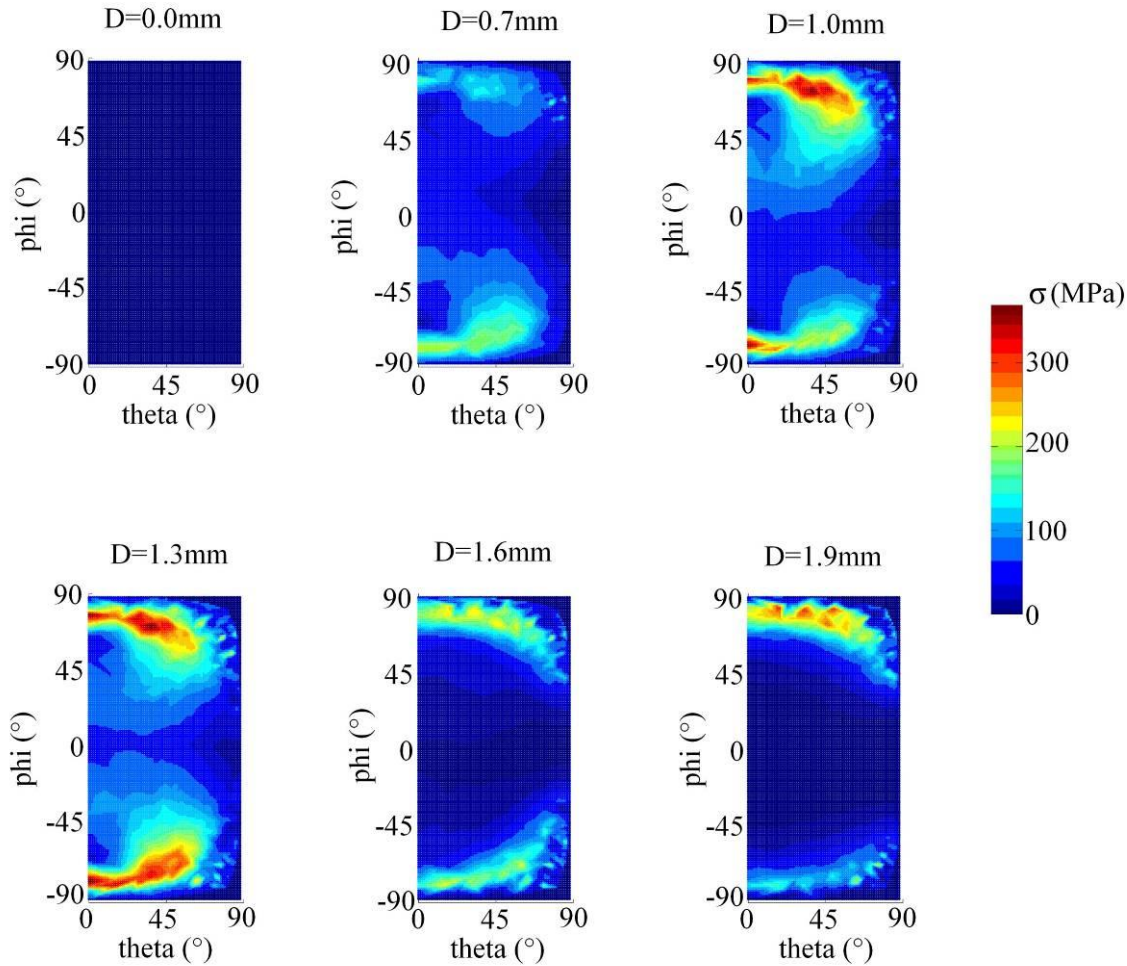 D=0.0mm
D=0.7mm
D=1.0mm
90
45
0
-45
-90
phi (°)
0 45 90
theta (°)
90
45
0
-45
-90
phi (°)
0 45 90
theta (°)
90
45
0
-45
-90
phi (°)
0 45 90
theta (°)
σ (MPa)
300
200
100
0
D=1.3mm
D=1.6mm
D=1.9mm
90
45
0
-45
-90
phi (°)
0 45 90
theta (°)
90
45
0
-45
-90
phi (°)
0 45 90
theta (°)
90
45
0
-45
-90
phi (°)
0 45 90
theta (°)